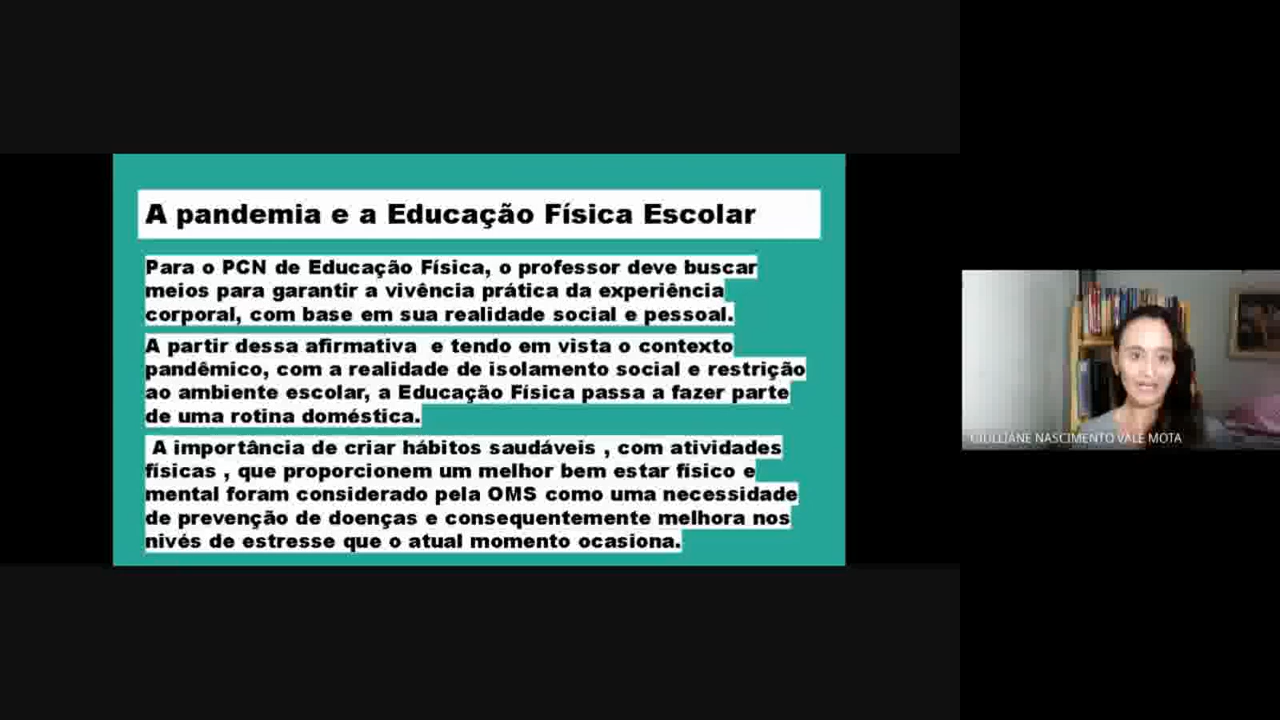 A pandemia e a Educação Física Escolar
Para o PCN de Educação Física, o professor deve buscar
meios para garantir a vivência prática da experiência
corporal, com base em sua realidade social e pessoal.
A partir dessa afirmativa e tendo em vista o contexto
pandêmico, com a realidade de isolamento social e restrição
ao ambiente escolar, a Educação Física passa a fazer parte
de uma rotina doméstica.
A importância de criar hábitos saudáveis , com atividades
físicas , que proporcionem um melhor bem estar físico e
mental foram considerado pela OMS como uma necessidade
de prevenção de doenças e consequentemente melhora nos
nivés de estresse que o atual momento ocasiona.
GIULLIANE NASCIMENTO VALE MOTA